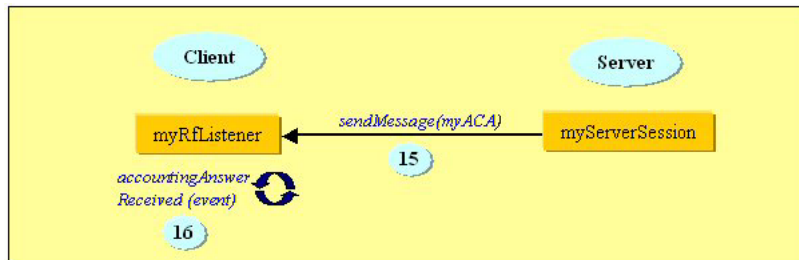 Client
Server
myRfListener
sendMessage(myACA)
myServerSession
15
accountingAnswer
Received (event)
16